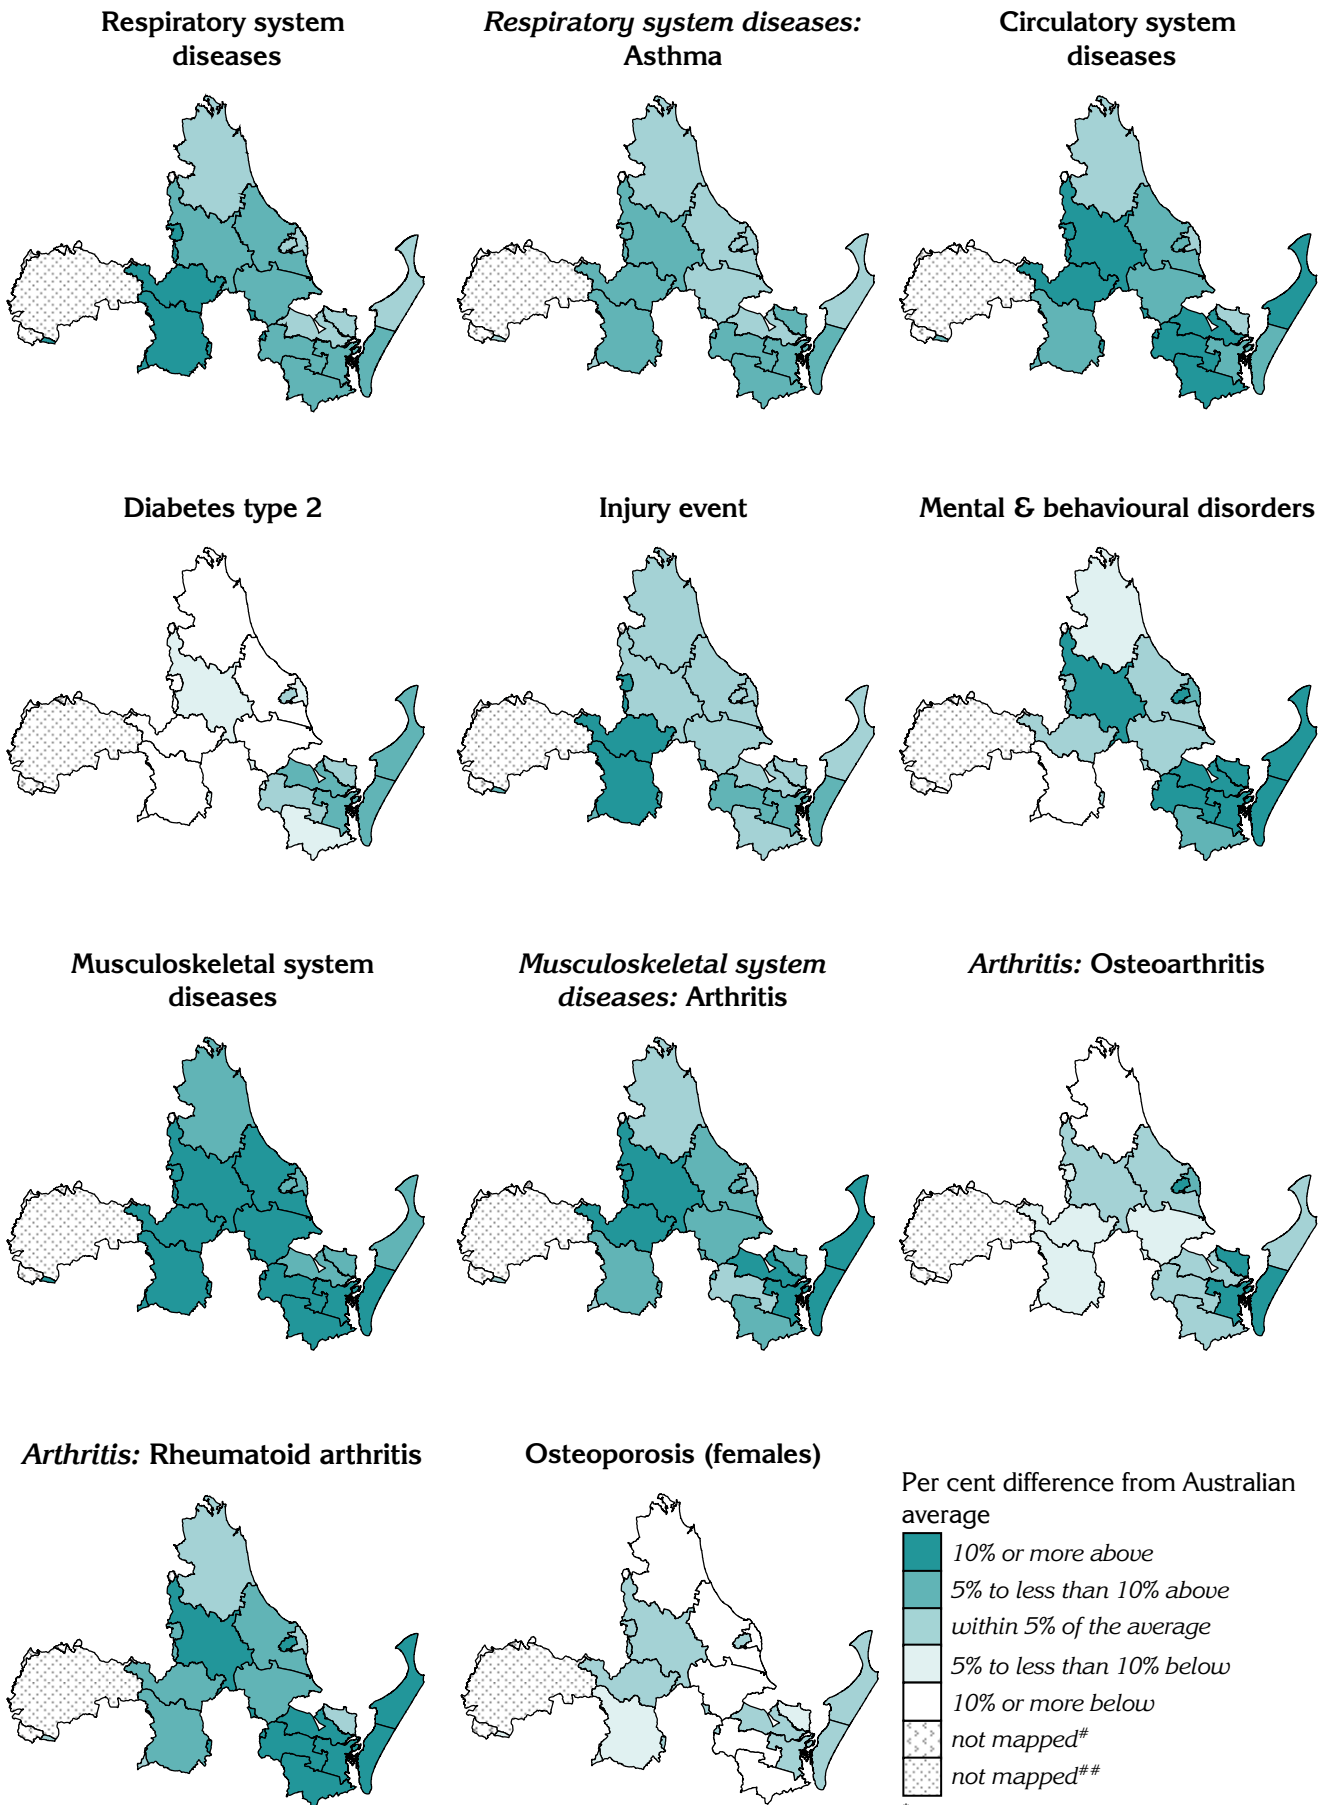 Respiratory system
diseases
Respiratory system diseases:
Asthma
Circulatory system
diseases
Diabetes type 2
Injury event
Mental & behavioural disorders
Musculoskeletal system
diseases
Musculoskeletal system
diseases: Arthritis
Arthritis: Osteoarthritis
Arthritis: Rheumatoid arthritis
Osteoporosis (females)
Per cent difference from Australian
average
10% or more above
5% to less than 10% above
within 5% of the average
5% to less than 10% below
10% or more below
not mapped#
not mapped##